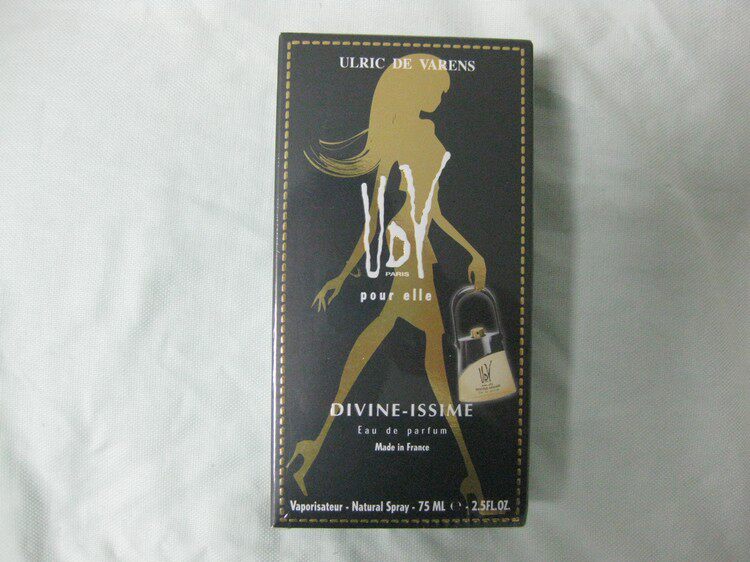 ULRIC DE VARENS
UDV
PARIS
pour elle
UDV
DIVINE-ISSIME
Eau de parfum
Made in France
Vaporisateur - Natural Spray - 75 ML ℮ - 2.5FL.OZ.